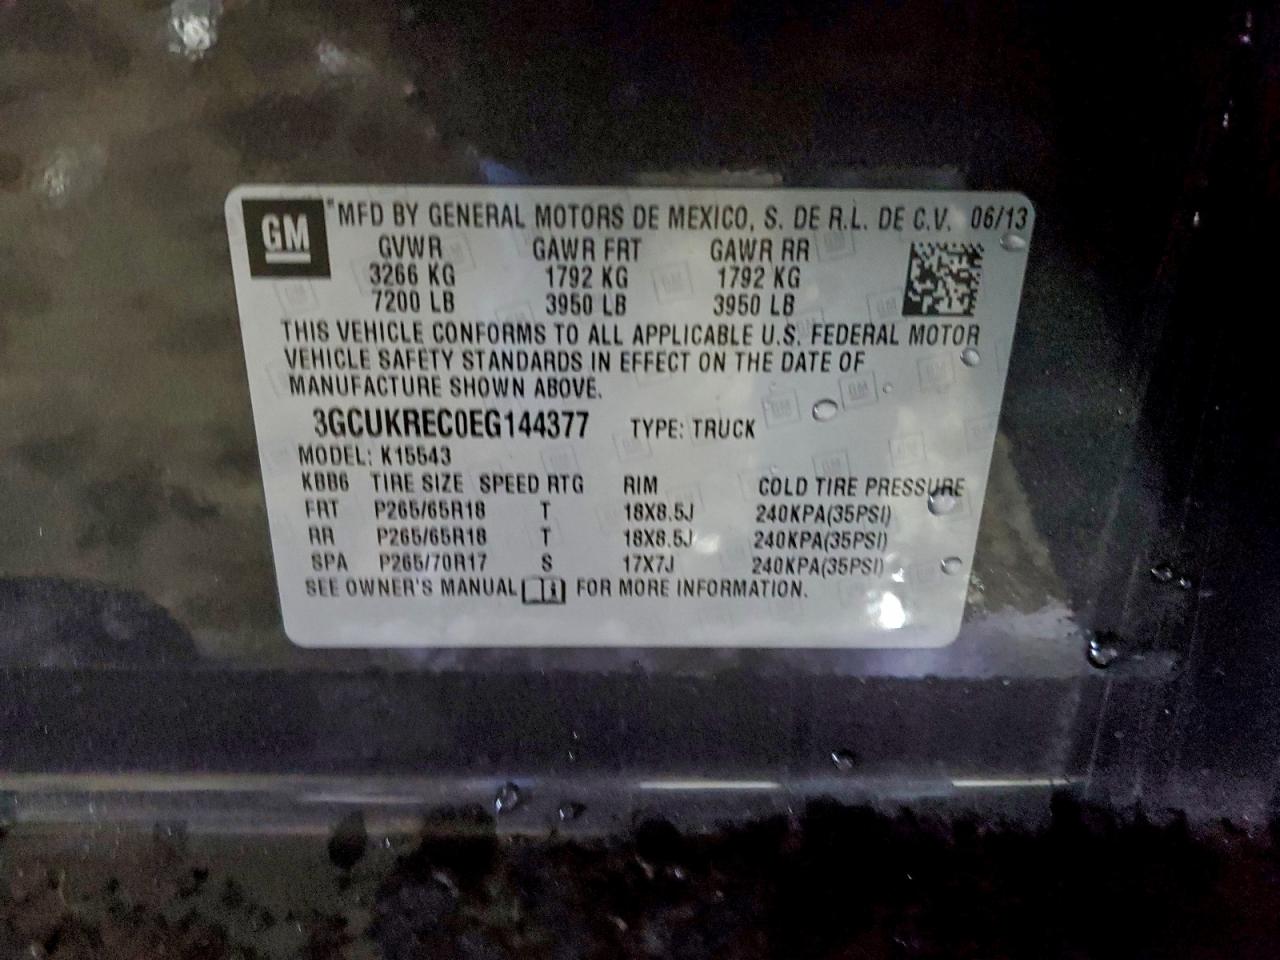 GM MFD BY GENERAL MOTORS DE MEXICO, S. DE R.L. DE C.V. 06/13
GVWR GAWR FRT GAWR RR
3266 KG 1792 KG 1792 KG
7200 LB 3950 LB 3950 LB
THIS VEHICLE CONFORMS TO ALL APPLICABLE U.S. FEDERAL MOTOR
VEHICLE SAFETY STANDARDS IN EFFECT ON THE DATE OF
MANUFACTURE SHOWN ABOVE.
3GCUKREC0EG144377 TYPE: TRUCK
MODEL: K15543
KBB6 TIRE SIZE SPEED RTG RIM COLD TIRE PRESSURE
FRT P265/65R18 T 18X8.5J 240KPA(35PSI)
RR P265/65R18 T 18X8.5J 240KPA(35PSI)
SPA P265/70R17 S 17X7J 240KPA(35PSI)
SEE OWNER'S MANUAL FOR MORE INFORMATION.